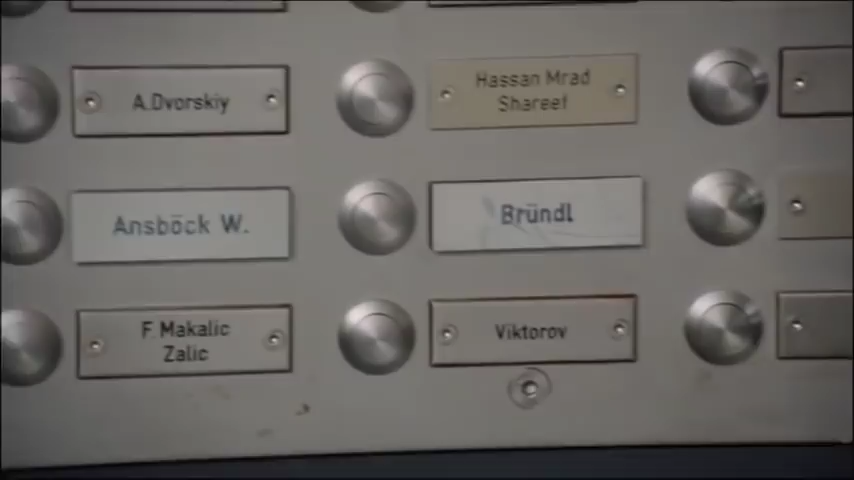 A.Dvorskiy
Hassan Mrad
Shareef
Ansböck W.
Bründl
F. Makalic
Zalic
Viktorov